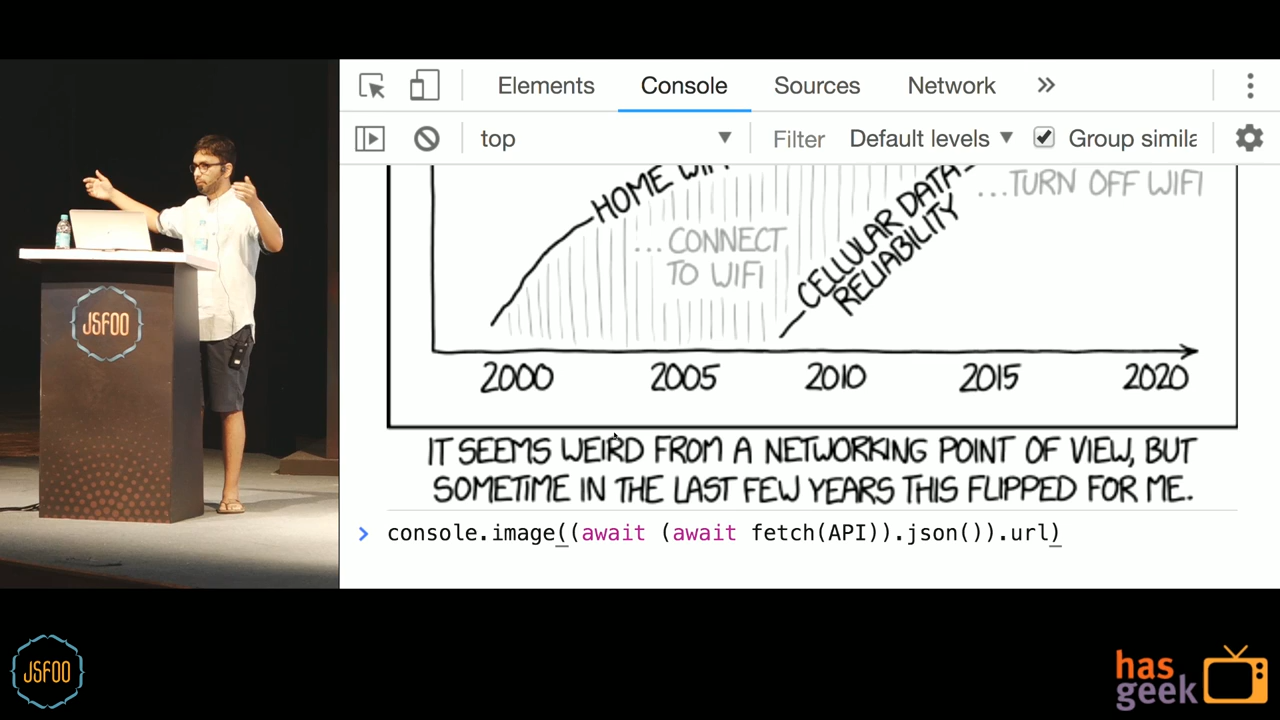 Elements Console Sources Network
top Filter Default levels Group simila
HOME WIFI
...TURN OFF WIFI
...CONNECT
TO WIFI
CELLULAR DATA
RELIABILITY
2000 2005 2010 2015 2020
IT SEEMS WEIRD FROM A NETWORKING POINT OF VIEW, BUT
SOMETIME IN THE LAST FEW YEARS THIS FLIPPED FOR ME.
> console.image((await (await fetch(API)).json()).url)
JSFOO
JSFOO
has
geek